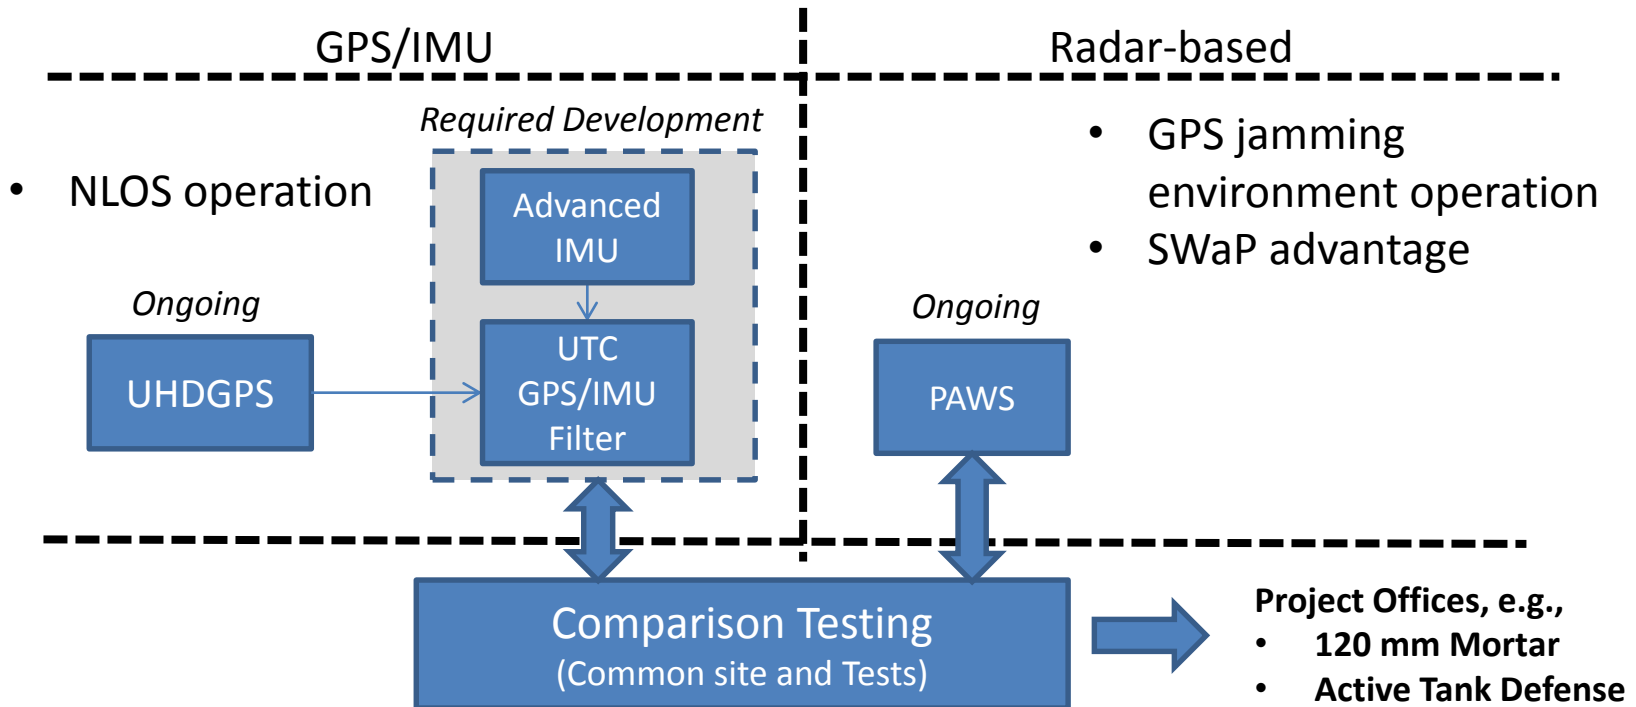 GPS/IMU
Radar-based
Required Development
• NLOS operation
Advanced
IMU
Ongoing
UHDGPS
UTC
GPS/IMU
Filter
• GPS jamming
environment operation
• SWaP advantage
Ongoing
PAWS
Comparison Testing
(Common site and Tests)
Project Offices, e.g.,
• 120 mm Mortar
• Active Tank Defense